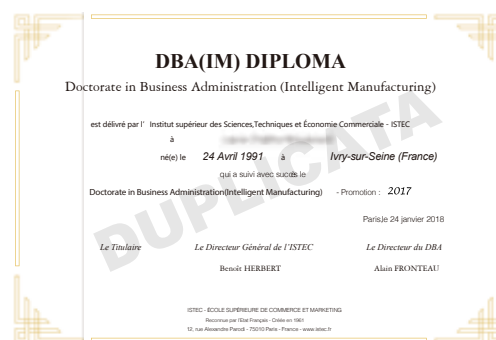 DBA(IM) DIPLOMA
Doctorate in Business Administration (Intelligent Manufacturing)
est délivré par l' Institut supérieur des Sciences,Techniques et Économie Commerciale - ISTEC
à
né(e) le 24 Avril 1991 à Ivry-sur-Seine (France)
qui a suivi avec succès le
Doctorate in Business Administration(Intelligent Manufacturing) - Promotion : 2017
DUPLICATA
Paris,le 24 janvier 2018
Le Titulaire Le Directeur Général de l'ISTEC Le Directeur du DBA
Benoît HERBERT Alain FRONTEAU
ISTEC - ÉCOLE SUPÉRIEURE DE COMMERCE ET MARKETING
Reconnue par l'Etat Français - Créée en 1961
12, rue Alexandre Parodi - 75010 Paris - France - www.istec.fr